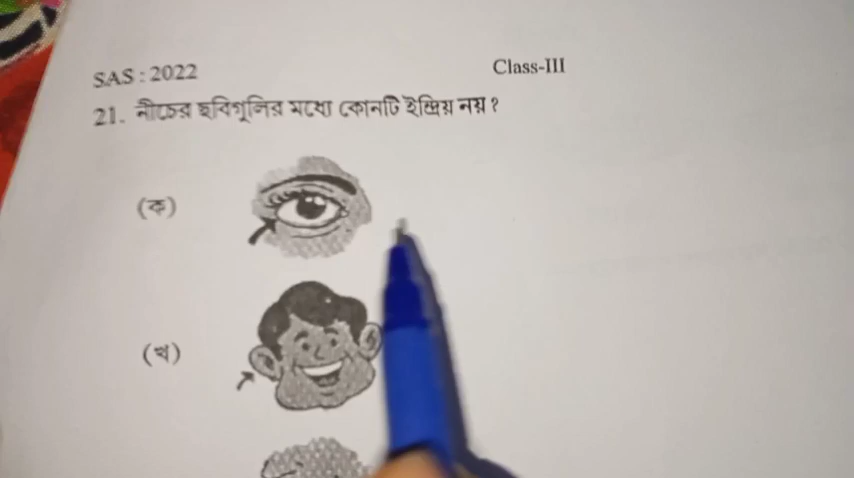 SAS : 2022
Class-III
21. নীচের ছবিগুলির মধ্যে কোনটি ইন্দ্রিয় নয় ?
(ক)
(খ)